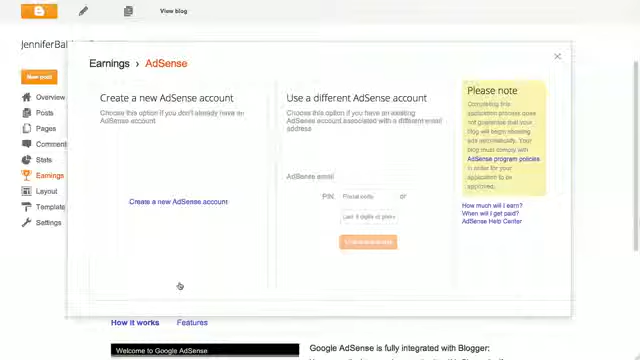 View blog
Earnings › AdSense
New post
Overview
Posts
Pages
Comment
Stats
Earnings
Layout
Template
Settings
Create a new AdSense account
Choose this option if you don't already have an
AdSense account.
Create a new AdSense account
Use a different AdSense account
Choose this option if you have an existing
AdSense account associated with a different email
address
AdSense email
PIN
Postal code
or
Last 5 digits of phone
Please note
Completing this
application process does
not guarantee that your
blog will begin showing
ads automatically. Your
blog must comply with
AdSense program policies
in order for your
application to be
approved.
How much will I earn?
When will I get paid?
AdSense Help Center
How it works
Features
Welcome to Google AdSense
Google AdSense is fully integrated with Blogger: